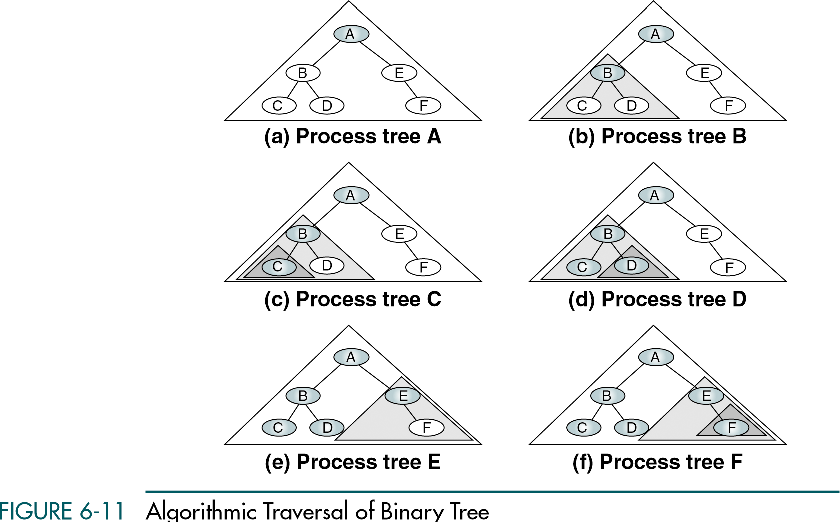 A A
B E B E
C D F C D F
(a) Process tree A (b) Process tree B
A A
B E B E
C D F C D F
(c) Process tree C (d) Process tree D
A A
B E B E
C D F C D F
(e) Process tree E (f) Process tree F
FIGURE 6-11 Algorithmic Traversal of Binary Tree